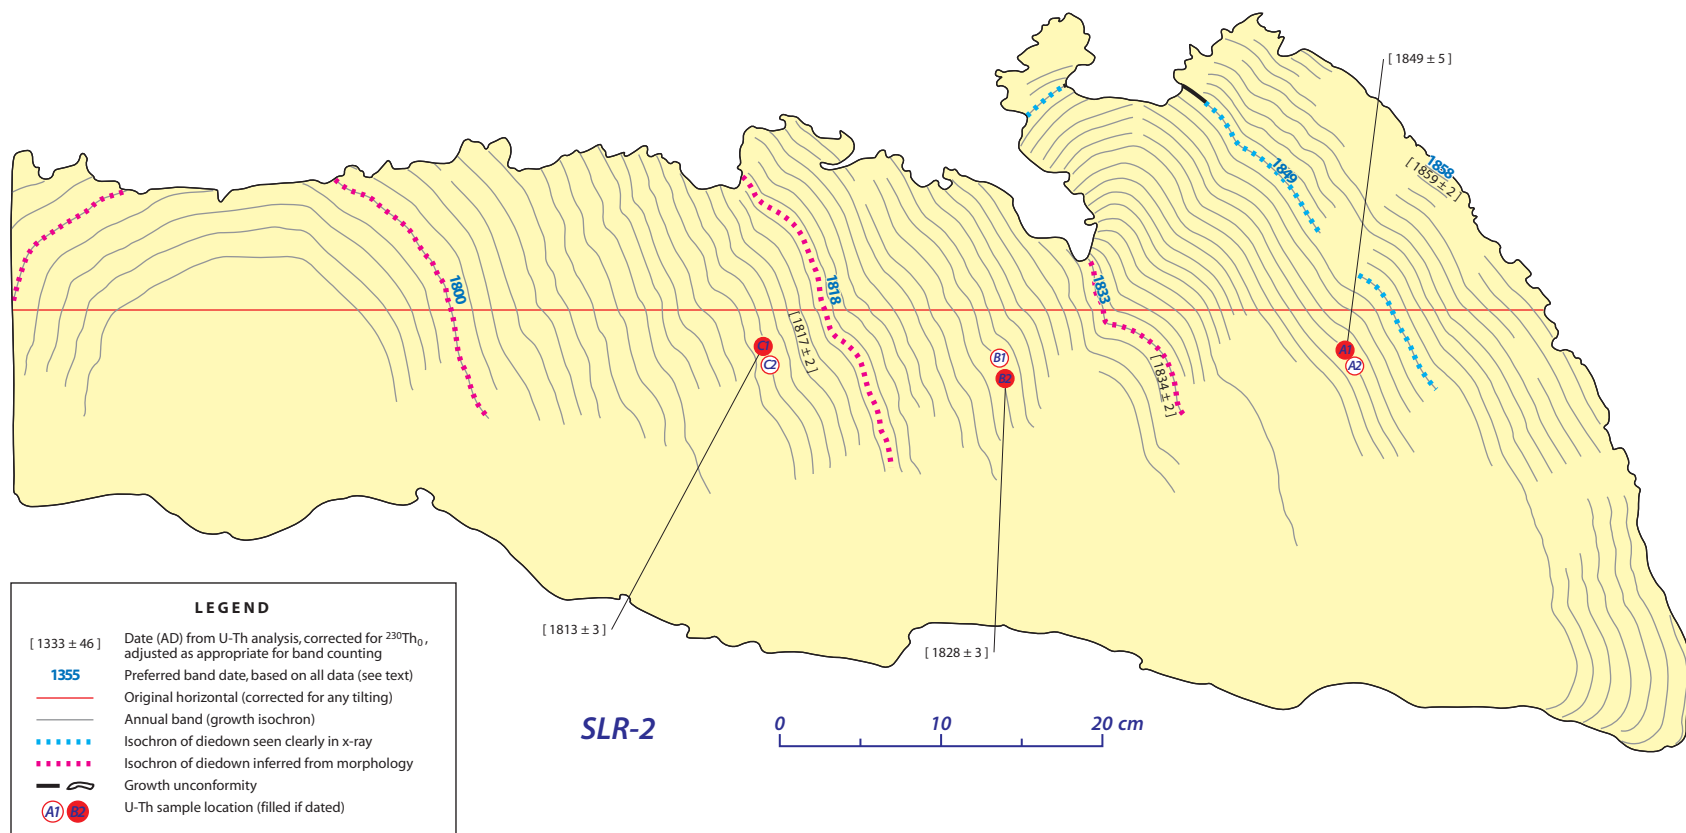 [ 1849 ± 5 ]
1858
[ 1859 ± 2 ]
1849
1800
1818
1833
[ 1817 ± 2 ]
[ 1834 ± 2 ]
C1
C2
B1
B2
A1
A2
[ 1813 ± 3 ]
[ 1828 ± 3 ]
SLR-2
0 10 20 cm
LEGEND
[ 1333 ± 46 ] Date (AD) from U-Th analysis, corrected for ²³⁰Th₀,
adjusted as appropriate for band counting
1355 Preferred band date, based on all data (see text)
Original horizontal (corrected for any tilting)
Annual band (growth isochron)
Isochron of diedown seen clearly in x-ray
Isochron of diedown inferred from morphology
Growth unconformity
A1 B2 U-Th sample location (filled if dated)